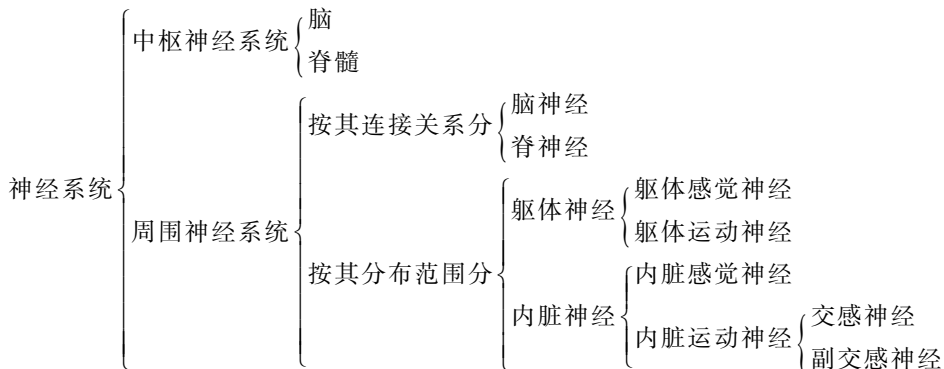 神经系统
中枢神经系统
脑
脊髓
周围神经系统
按其连接关系分
脑神经
脊神经
按其分布范围分
躯体神经
躯体感觉神经
躯体运动神经
内脏神经
内脏感觉神经
内脏运动神经
交感神经
副交感神经